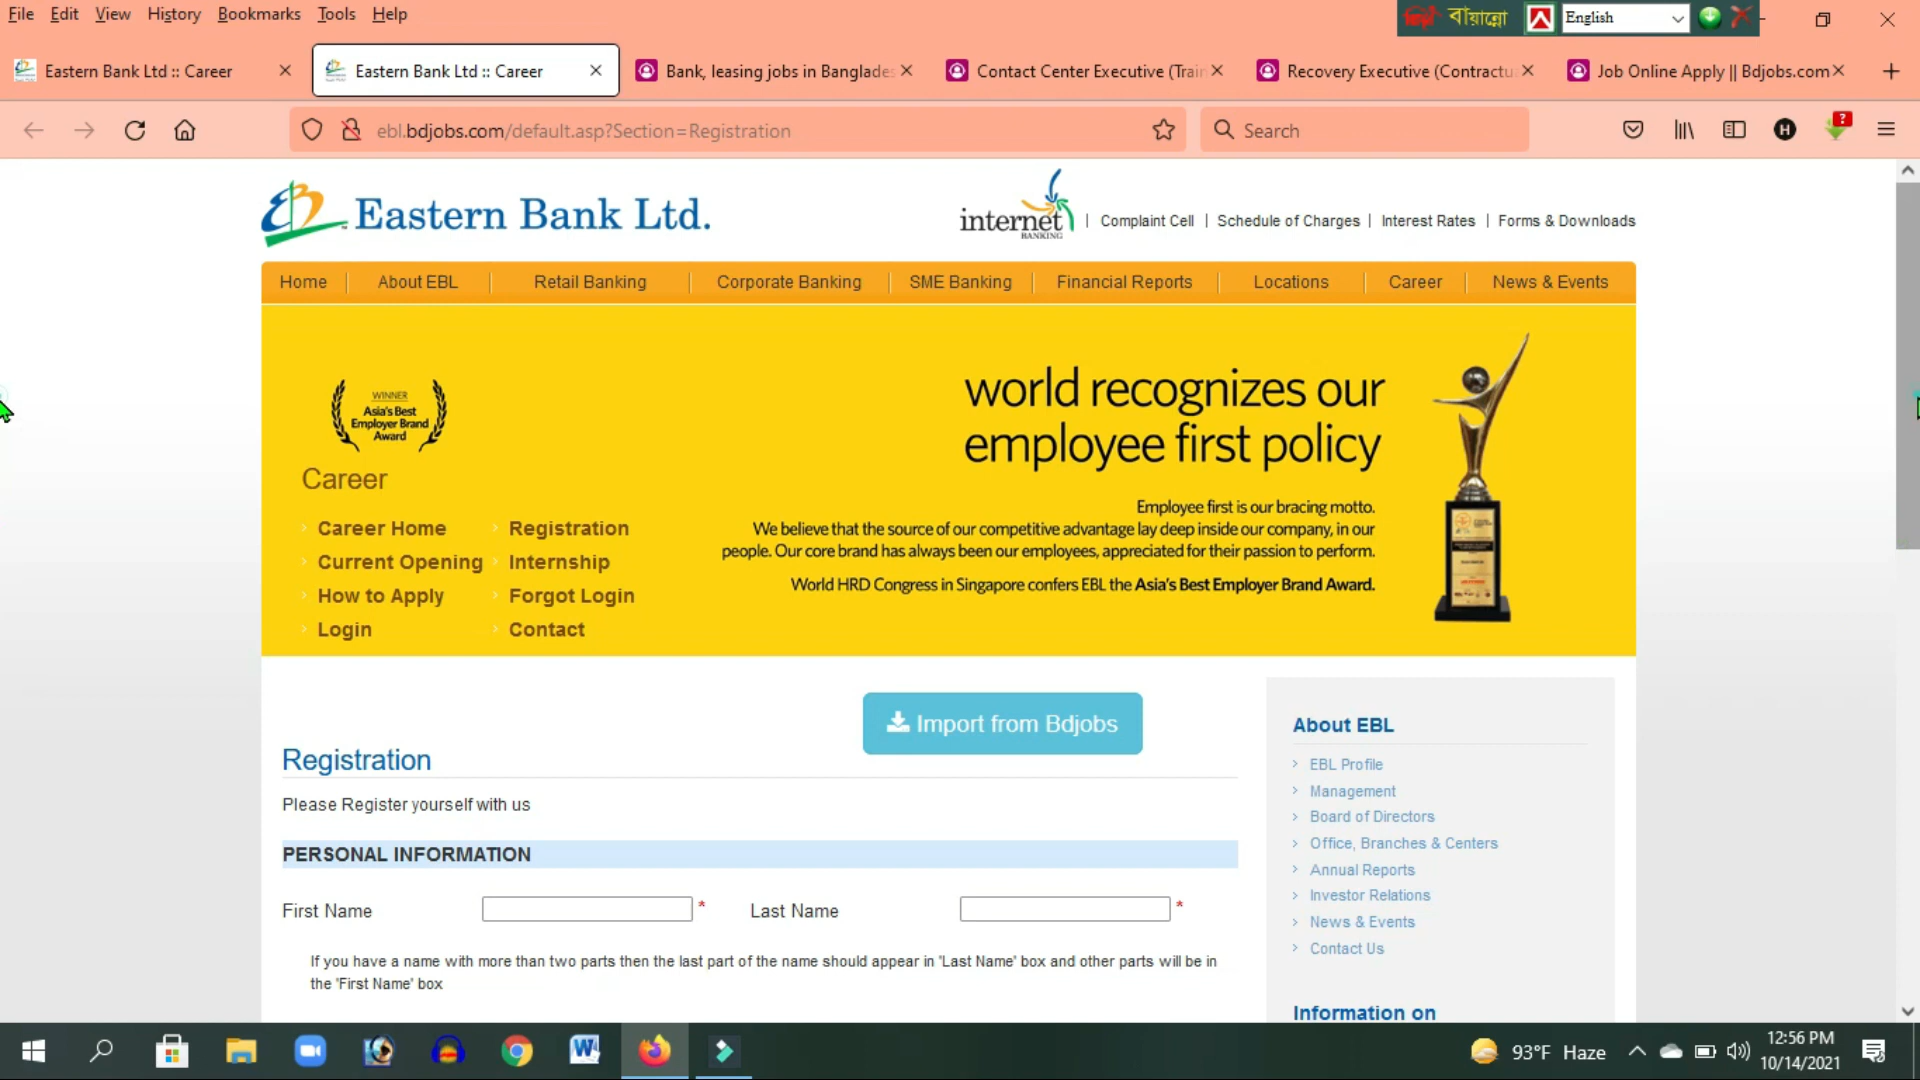 File Edit View History Bookmarks Tools Help
বায়ান্নো English
Eastern Bank Ltd :: Career
Eastern Bank Ltd :: Career
Bank, leasing jobs in Banglades
Contact Center Executive (Train
Recovery Executive (Contractua
Job Online Apply || Bdjobs.com
ebl.bdjobs.com/default.asp?Section=Registration
Search
Eastern Bank Ltd.
internet BANKING | Complaint Cell | Schedule of Charges | Interest Rates | Forms & Downloads
Home About EBL Retail Banking Corporate Banking SME Banking Financial Reports Locations Career News & Events
WINNER
Asia's Best
Employer Brand
Award
world recognizes our
employee first policy
Employee first is our bracing motto.
We believe that the source of our competitive advantage lay deep inside our company, in our
people. Our core brand has always been our employees, appreciated for their passion to perform.
World HRD Congress in Singapore confers EBL the Asia's Best Employer Brand Award.
Career
Career Home Registration
Current Opening Internship
How to Apply Forgot Login
Login Contact
Import from Bdjobs
Registration
Please Register yourself with us
PERSONAL INFORMATION
First Name * Last Name *
If you have a name with more than two parts then the last part of the name should appear in 'Last Name' box and other parts will be in
the 'First Name' box
About EBL
EBL Profile
Management
Board of Directors
Office, Branches & Centers
Annual Reports
Investor Relations
News & Events
Contact Us
Information on
93°F Haze
12:56 PM
10/14/2021